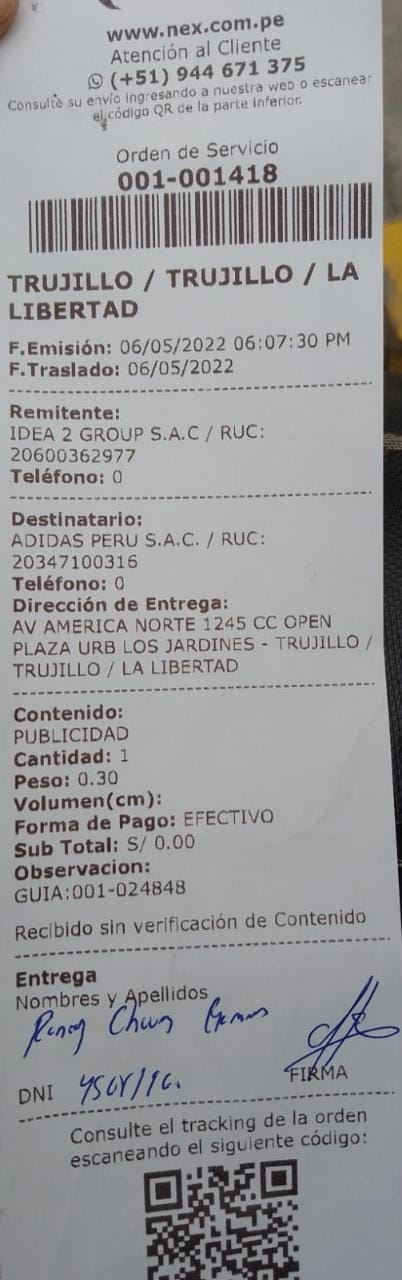 www.nex.com.pe
Atención al Cliente
(+51) 944 671 375
Consulte su envío ingresando a nuestra web o escanear
el código QR de la parte inferior.
Orden de Servicio
001-001418
TRUJILLO / TRUJILLO / LA
LIBERTAD
F.Emisión: 06/05/2022 06:07:30 PM
F.Traslado: 06/05/2022
Remitente:
IDEA 2 GROUP S.A.C / RUC:
20600362977
Teléfono: 0
Destinatario:
ADIDAS PERU S.A.C. / RUC:
20347100316
Teléfono: 0
Dirección de Entrega:
AV AMERICA NORTE 1245 CC OPEN
PLAZA URB LOS JARDINES - TRUJILLO /
TRUJILLO / LA LIBERTAD
Contenido:
PUBLICIDAD
Cantidad: 1
Peso: 0.30
Volumen(cm):
Forma de Pago: EFECTIVO
Sub Total: S/ 0.00
Observacion:
GUIA:001-024848
Recibido sin verificación de Contenido
Entrega
Nombres y Apellidos
DNI
FIRMA
Consulte el tracking de la orden
escaneando el siguiente código: